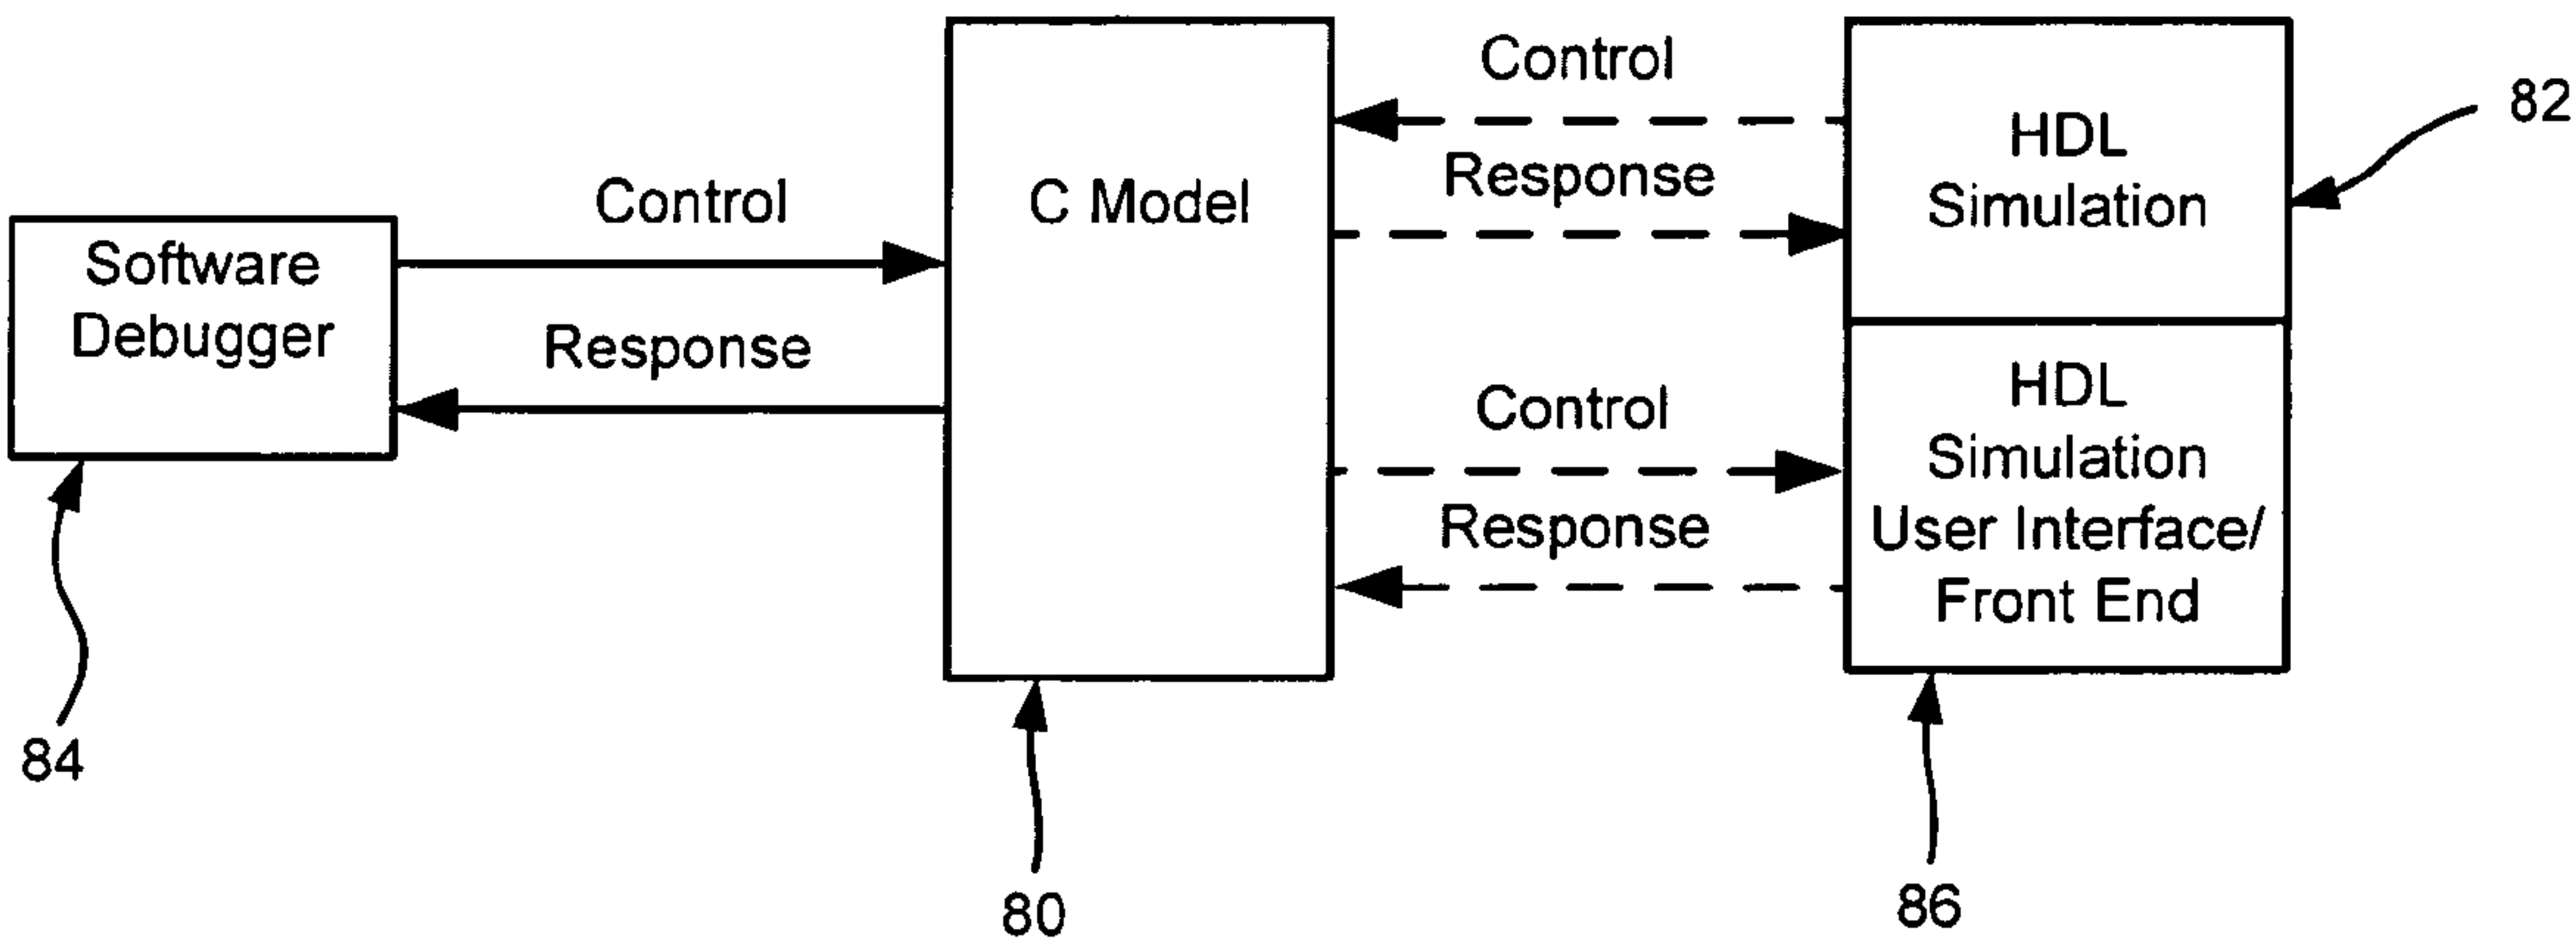 Control
Response
82
HDL
Simulation
C Model
Control
Response
Software
Debugger
Control
Response
HDL
Simulation
User Interface/
Front End
84
80
86